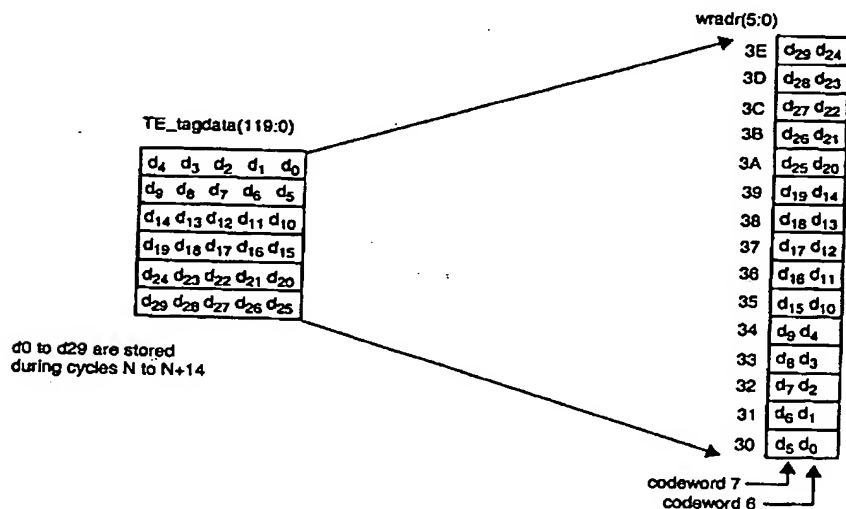 wradr(5:0)
3E d29 d24
3D d28 d23
3C d27 d22
3B d26 d21
3A d25 d20
39 d19 d14
38 d18 d13
37 d17 d12
36 d16 d11
35 d15 d10
34 d9 d4
33 d8 d3
32 d7 d2
31 d6 d1
30 d5 d0
codeword 7
codeword 6
TE_tagdata(119:0)
d4 d3 d2 d1 d0
d9 d8 d7 d6 d5
d14 d13 d12 d11 d10
d19 d18 d17 d16 d15
d24 d23 d22 d21 d20
d29 d28 d27 d26 d25
d0 to d29 are stored
during cycles N to N+14